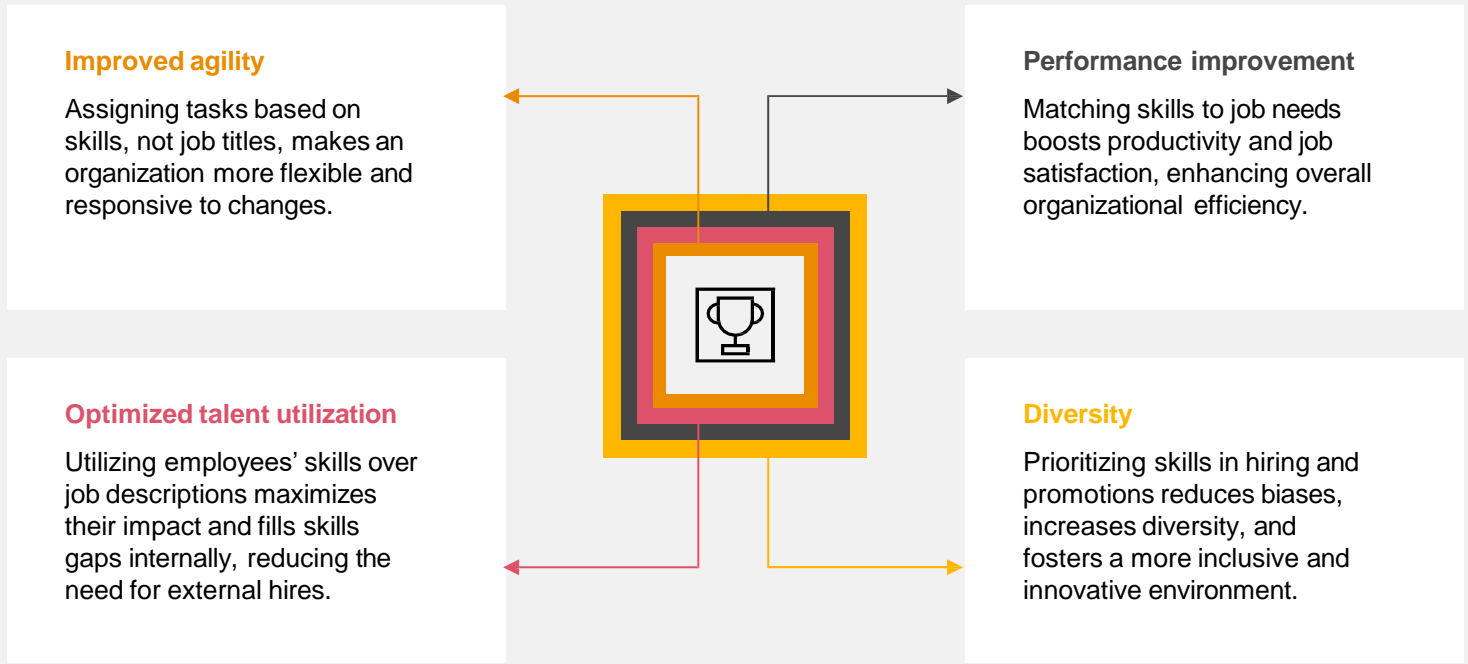 Improved agility
Assigning tasks based on
skills, not job titles, makes an
organization more flexible and
responsive to changes.
Performance improvement
Matching skills to job needs
boosts productivity and job
satisfaction, enhancing overall
organizational efficiency.
Optimized talent utilization
Utilizing employees’ skills over
job descriptions maximizes
their impact and fills skills
gaps internally, reducing the
need for external hires.
Diversity
Prioritizing skills in hiring and
promotions reduces biases,
increases diversity, and
fosters a more inclusive and
innovative environment.